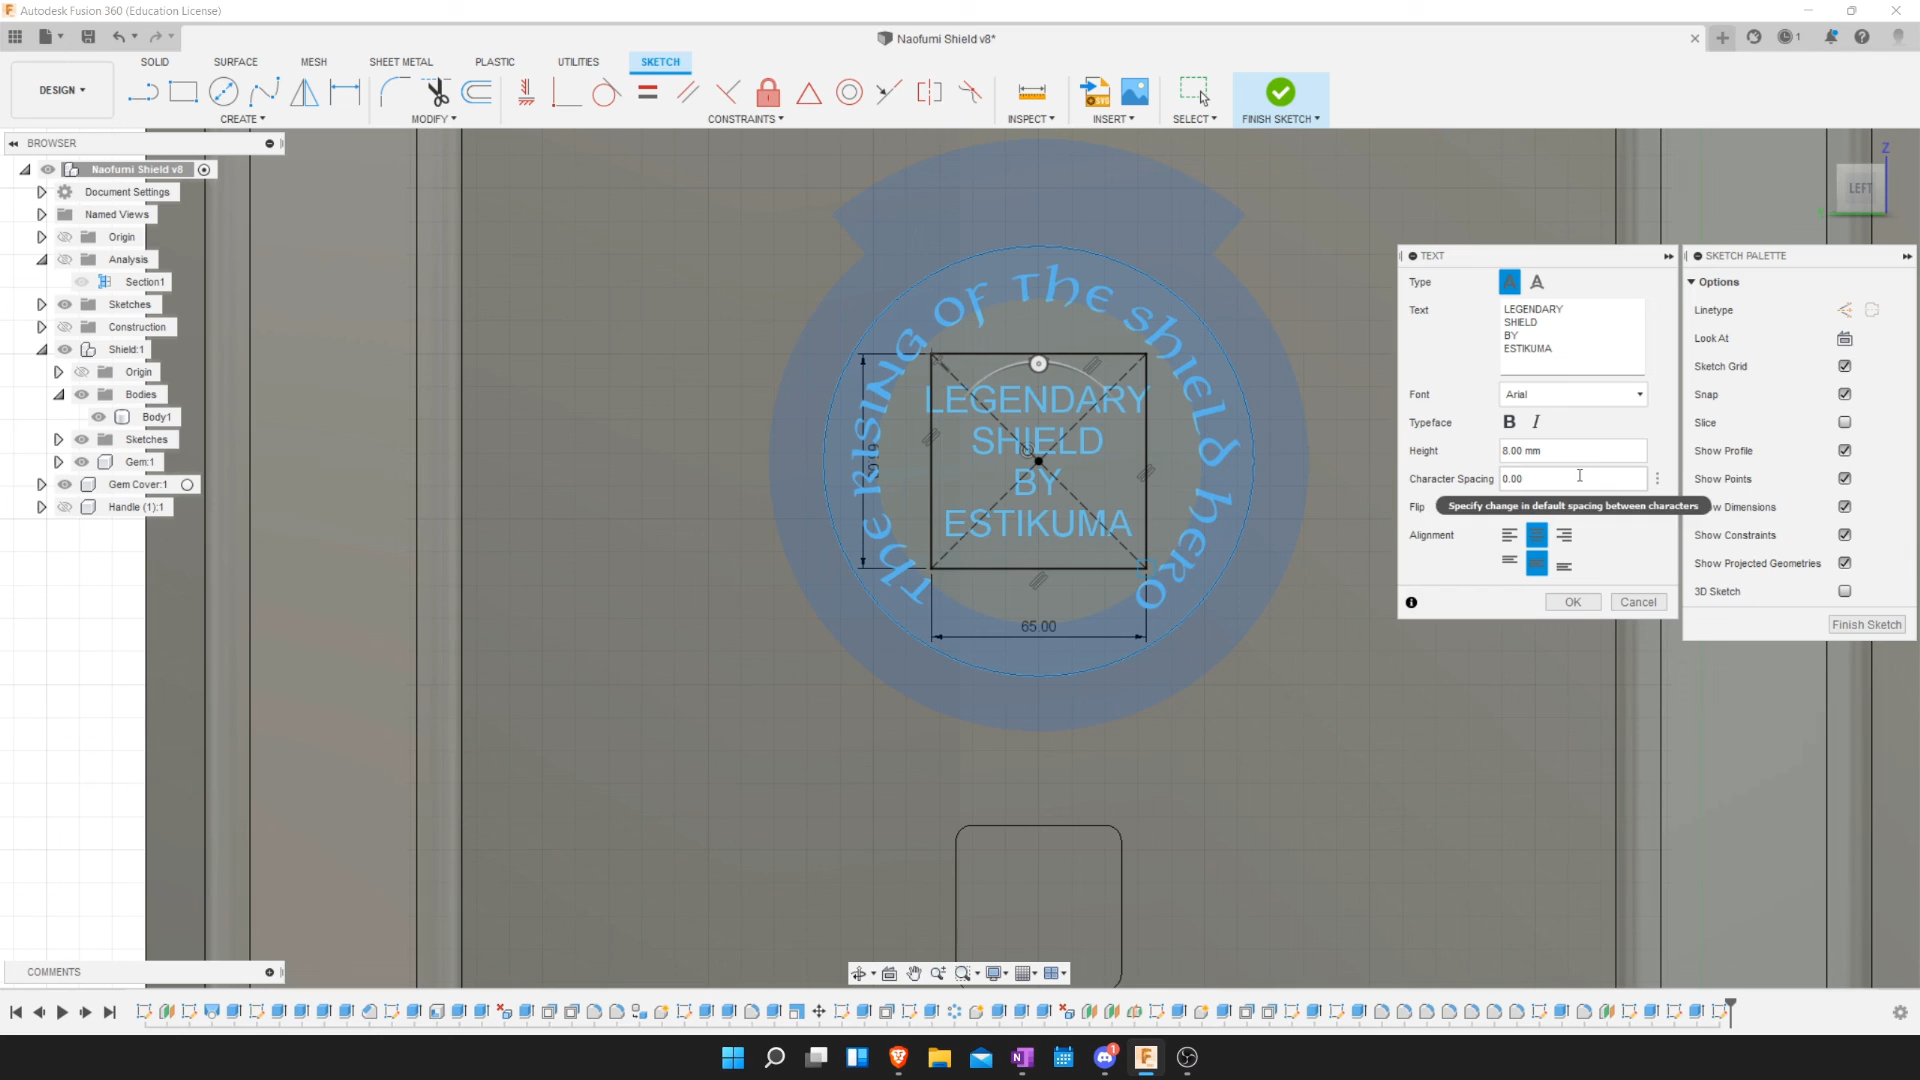 Autodesk Fusion 360 (Education License)
Naofumi Shield v8*
1
SOLID SURFACE MESH SHEET METAL PLASTIC UTILITIES SKETCH
DESIGN
CREATE MODIFY CONSTRAINTS INSPECT INSERT SELECT FINISH SKETCH
BROWSER
Naofumi Shield v8
Document Settings
Named Views
Origin
Analysis
Section1
Sketches
Construction
Shield:1
Origin
Bodies
Body1
Sketches
Gem:1
Gem Cover:1
Handle (1):1
COMMENTS
Z
LEFT
The RISING of The shield heRo
LEGENDARY
SHIELD
BY
ESTIKUMA
65.00
TEXT
Type
Text
LEGENDARY
SHIELD
BY
ESTIKUMA
Font Arial
Typeface B I
Height 8.00 mm
Character Spacing 0.00
Flip
Specify change in default spacing between characters
Alignment
OK Cancel
SKETCH PALETTE
Options
Linetype
Look At
Sketch Grid
Snap
Slice
Show Profile
Show Points
Dimensions
Show Constraints
Show Projected Geometries
3D Sketch
Finish Sketch